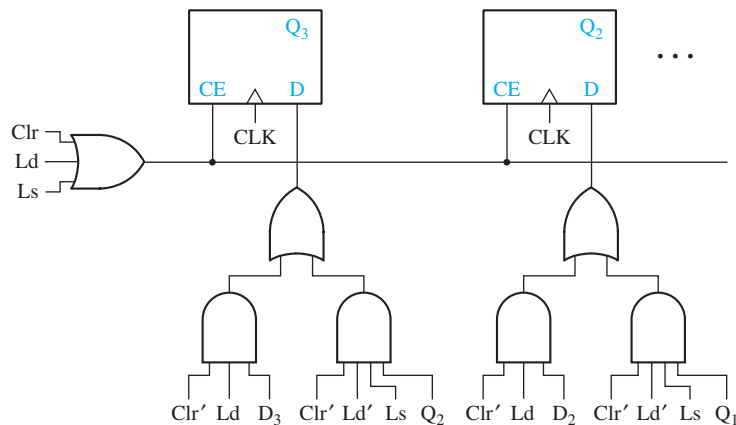 Q3 Q2
CE D CE D
. . .
CLK CLK
Clr
Ld
Ls
Clr′ Ld D3 Clr′ Ld′ Ls Q2 Clr′ Ld D2 Clr′ Ld′ Ls Q1